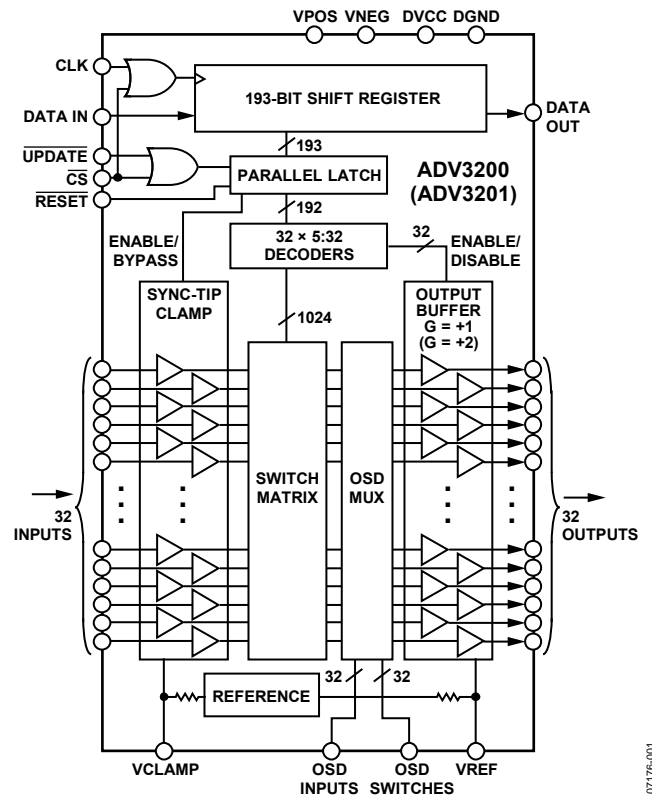 VPOS VNEG DVCC DGND
CLK
193-BIT SHIFT REGISTER
DATA IN
DATA
OUT
UPDATE
CS
RESET
193
PARALLEL LATCH
ADV3200
(ADV3201)
192
ENABLE/
BYPASS
32 × 5:32
DECODERS
32
ENABLE/
DISABLE
SYNC-TIP
CLAMP
1024
OUTPUT
BUFFER
G = +1
(G = +2)
SWITCH
MATRIX
OSD
MUX
32
INPUTS
32
OUTPUTS
REFERENCE
32
32
VCLAMP
OSD
INPUTS
OSD
SWITCHES
VREF
07176-001